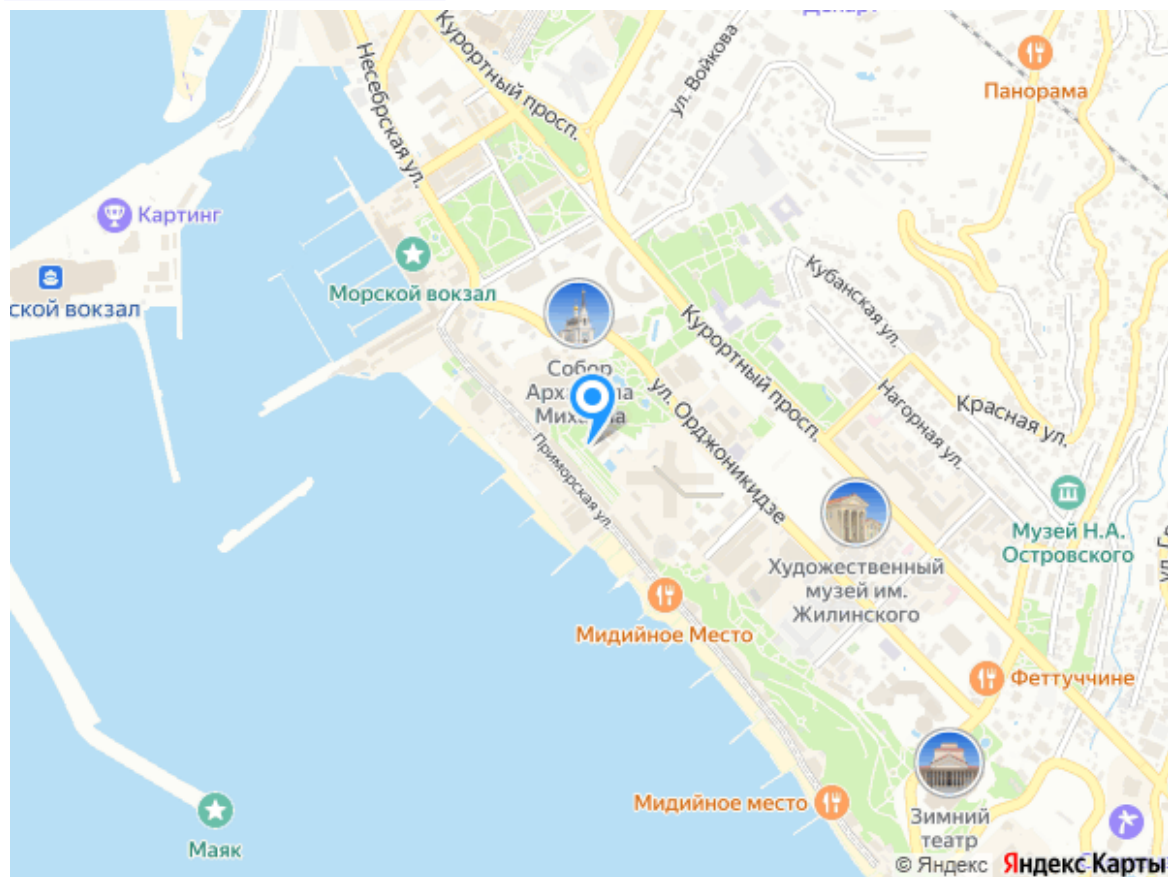 Курортный просп.
Несебрская ул.
ул. Войкова
Панорама
Картинг
Морской вокзал
ской вокзал
Кубанская ул.
Собор
Михаила
Курортный просп.
ул. Орджоникидзе
Нагорная ул.
Красная ул.
Приморская ул.
Музей Н.А.
Островского
Художественный
музей им.
Жилинского
Мидийное Место
Феттуччине
Мидийное место
Зимний
театр
Маяк
© Яндекс Яндекс Карты